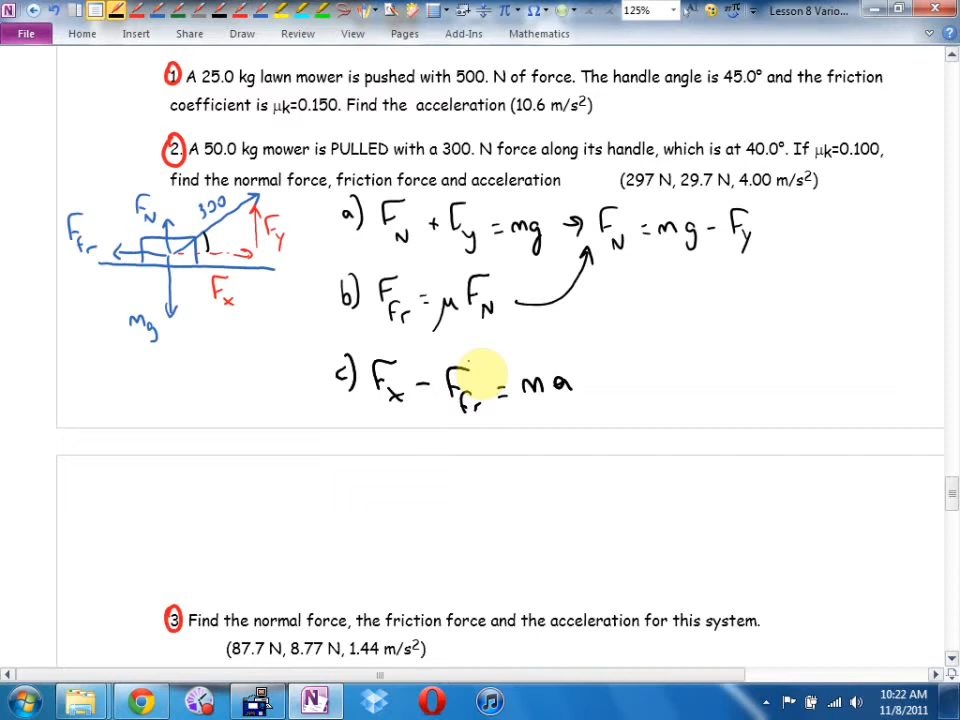 125%
Lesson 8 Vario...
File Home Insert Share Draw Review View Pages Add-Ins Mathematics
1. A 25.0 kg lawn mower is pushed with 500. N of force. The handle angle is 45.0° and the friction
coefficient is μk=0.150. Find the acceleration (10.6 m/s²)
2. A 50.0 kg mower is PULLED with a 300. N force along its handle, which is at 40.0°. If μk=0.100,
find the normal force, friction force and acceleration (297 N, 29.7 N, 4.00 m/s²)
FN 300
FFr Fy
Fx
mg
a) FN + Fy = mg → FN = mg - Fy
b) FFr = μ FN
c) Fx - FFr = ma
3 Find the normal force, the friction force and the acceleration for this system.
(87.7 N, 8.77 N, 1.44 m/s²)
10:22 AM
11/8/2011